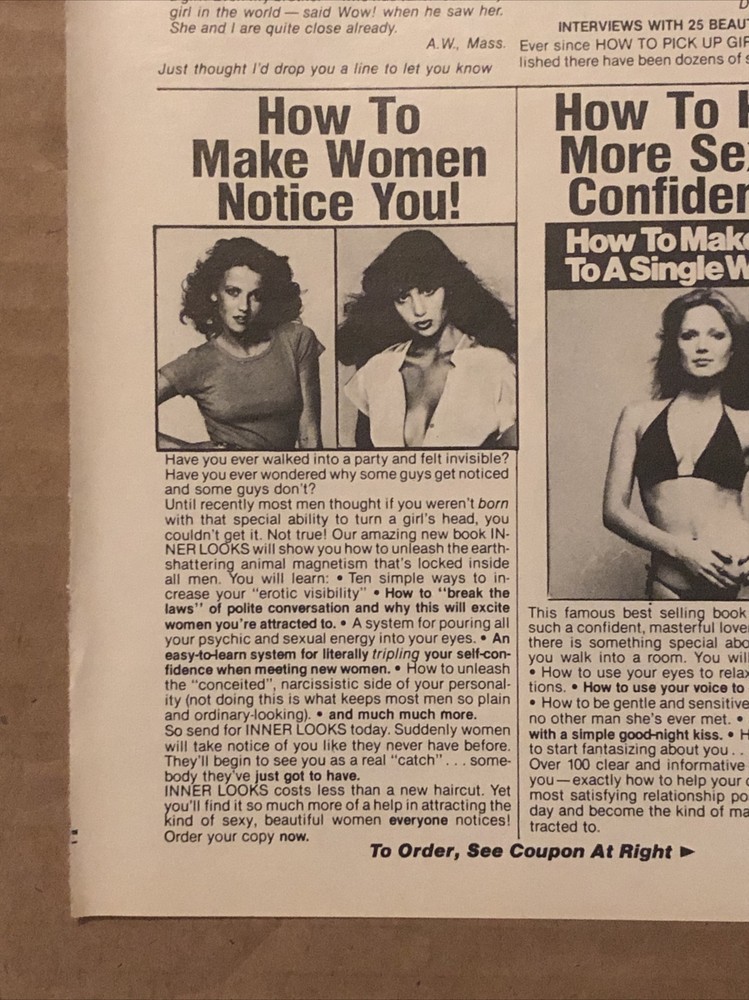 girl in the world — said Wow! when he saw her.
She and I are quite close already.
A.W., Mass.
Just thought I'd drop you a line to let you know
INTERVIEWS WITH 25 BEAU
Ever since HOW TO PICK UP GIR
lished there have been dozens of s
How To
Make Women
Notice You!
Have you ever walked into a party and felt invisible?
Have you ever wondered why some guys get noticed
and some guys don't?
Until recently most men thought if you weren't born
with that special ability to turn a girl's head, you
couldn't get it. Not true! Our amazing new book IN-
NER LOOKS will show you how to unleash the earth-
shattering animal magnetism that's locked inside
all men. You will learn: • Ten simple ways to in-
crease your "erotic visibility" • How to "break the
laws" of polite conversation and why this will excite
women you're attracted to. • A system for pouring all
your psychic and sexual energy into your eyes. • An
easy-to-learn system for literally tripling your self-con-
fidence when meeting new women. • How to unleash
the "conceited", narcissistic side of your personal-
ity (not doing this is what keeps most men so plain
and ordinary-looking). • and much much more.
So send for INNER LOOKS today. Suddenly women
will take notice of you like they never have before.
They'll begin to see you as a real "catch" . . . some-
body they've just got to have.
INNER LOOKS costs less than a new haircut. Yet
you'll find it so much more of a help in attracting the
kind of sexy, beautiful women everyone notices!
Order your copy now.
How To
More Se
Confiden
How To Make
To A Single W
This famous best selling book
such a confident, masterful love
there is something special abo
you walk into a room. You will
• How to use your eyes to relax
tions. • How to use your voice to
• How to be gentle and sensitive
no other man she's ever met. •
with a simple good-night kiss. • H
to start fantasizing about you . .
Over 100 clear and informative
you — exactly how to help your
most satisfying relationship po
day and become the kind of ma
tracted to.
To Order, See Coupon At Right ►